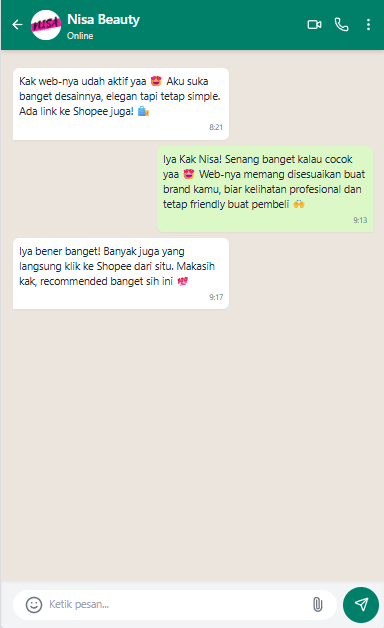 NISA
Nisa Beauty
Online
Kak web-nya udah aktif yaa 😍 Aku suka
banget desainnya, elegan tapi tetap simple.
Ada link ke Shopee juga! 🛍️
8:21
Iya Kak Nisa! Senang banget kalau cocok
yaa 😍 Web-nya memang disesuaikan buat
brand kamu, biar kelihatan profesional dan
tetap friendly buat pembeli 🙌
9:13
Iya bener banget! Banyak juga yang
langsung klik ke Shopee dari situ. Makasih
kak, recommended banget sih ini 💖
9:17
Ketik pesan...